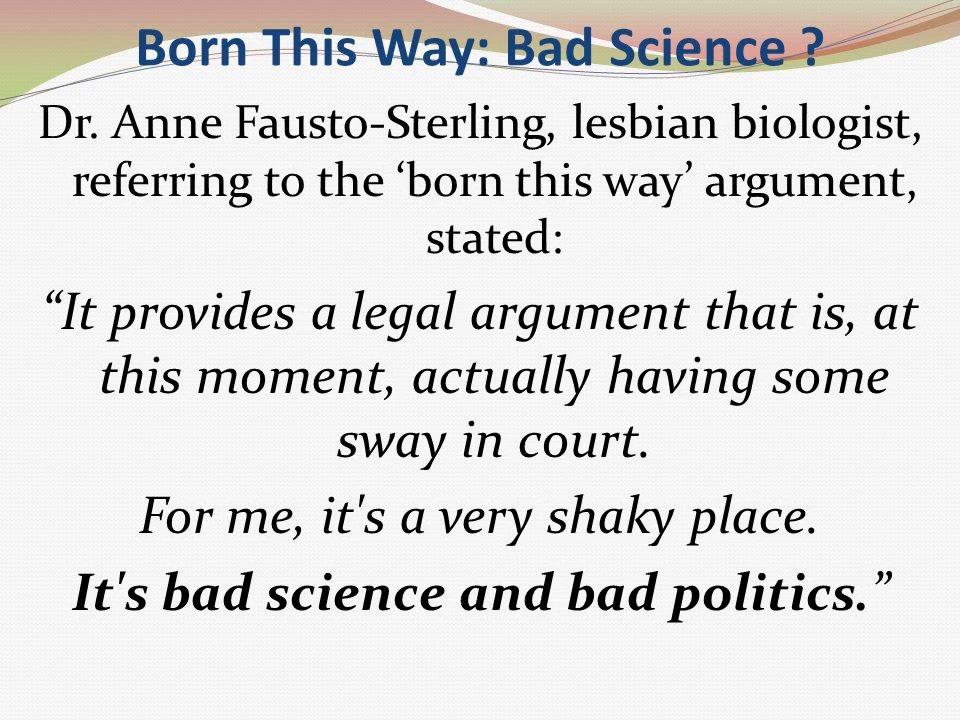 Born This Way: Bad Science ?
Dr. Anne Fausto-Sterling, lesbian biologist,
referring to the ‘born this way’ argument,
stated:
“It provides a legal argument that is, at
this moment, actually having some
sway in court.
For me, it's a very shaky place.
It's bad science and bad politics.”